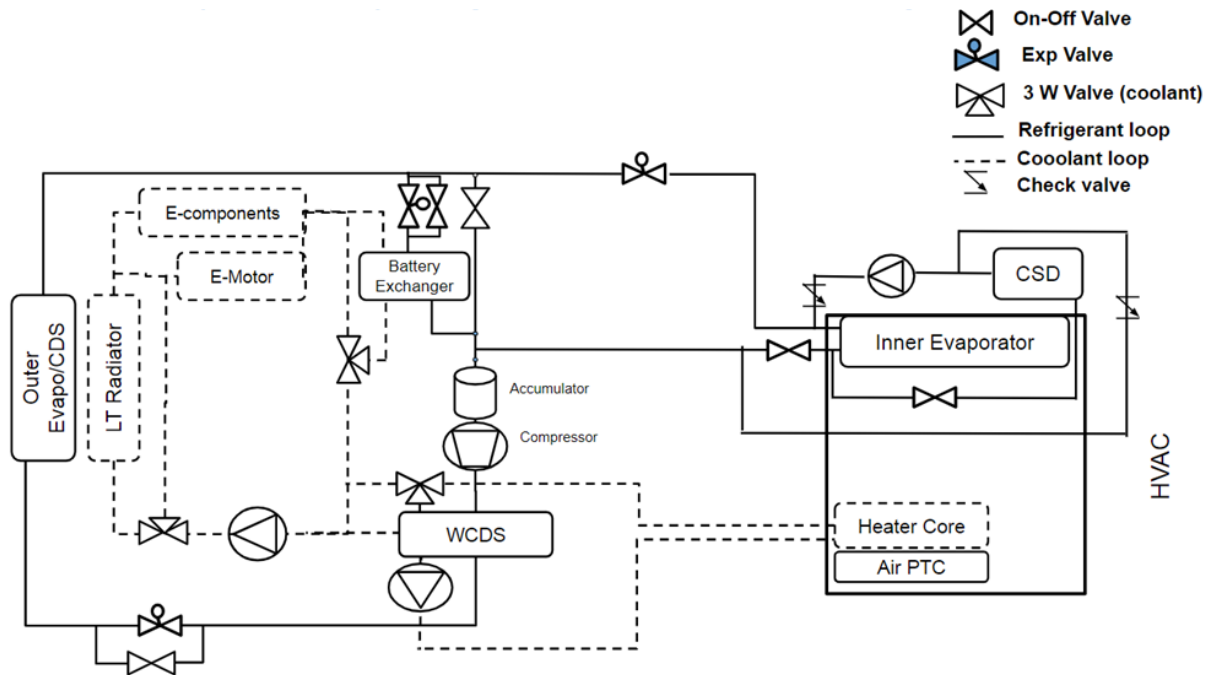 On-Off Valve
Exp Valve
3 W Valve (coolant)
Refrigerant loop
Cooolant loop
Check valve
E-components
E-Motor
Battery
Exchanger
CSD
Outer
Evapo/CDS
LT Radiator
Inner Evaporator
Accumulator
Compressor
HVAC
WCDS
Heater Core
Air PTC